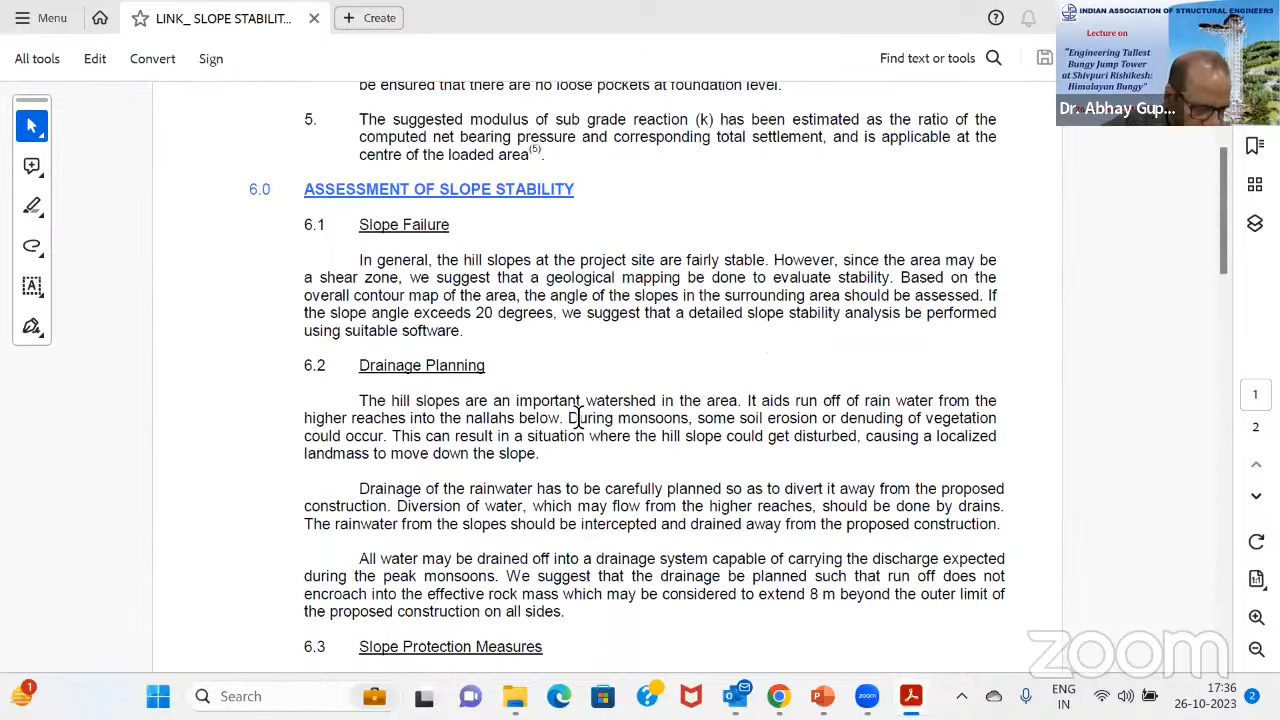 Menu
LINK_ SLOPE STABILIT...
Create
INDIAN ASSOCIATION OF STRUCTURAL ENGINEERS
Lecture on
"Engineering Tallest
Bungy Jump Tower
at Shivpuri Rishikesh:
Himalayan Bungy"
Dr. Abhay Gup...
All tools Edit Convert Sign
Find text or tools
be ensured that there are no loose pockets at foundation level.
5. The suggested modulus of sub grade reaction (k) has been estimated as the ratio of the
computed net bearing pressure and corresponding total settlement, and is applicable at the
centre of the loaded area(5).
6.0 ASSESSMENT OF SLOPE STABILITY
6.1 Slope Failure
In general, the hill slopes at the project site are fairly stable. However, since the area may be
a shear zone, we suggest that a geological mapping be done to evaluate stability. Based on the
overall contour map of the area, the angle of the slopes in the surrounding area should be assessed. If
the slope angle exceeds 20 degrees, we suggest that a detailed slope stability analysis be performed
using suitable software.
6.2 Drainage Planning
The hill slopes are an important watershed in the area. It aids run off of rain water from the
higher reaches into the nallahs below. During monsoons, some soil erosion or denuding of vegetation
could occur. This can result in a situation where the hill slope could get disturbed, causing a localized
landmass to move down the slope.
Drainage of the rainwater has to be carefully planned so as to divert it away from the proposed
construction. Diversion of water, which may flow from the higher reaches, should be done by drains.
The rainwater from the slopes should be intercepted and drained away from the proposed construction.
All water may be drained off into a drainage system capable of carrying the discharge expected
during the peak monsoons. We suggest that the drainage be planned such that run off does not
encroach into the effective rock mass which may be considered to extend 8 m beyond the outer limit of
the proposed construction on all sides.
6.3 Slope Protection Measures
1
2
1:1
zoom
1
Search
zoom
ENG
IN
17:36
26-10-2023
2